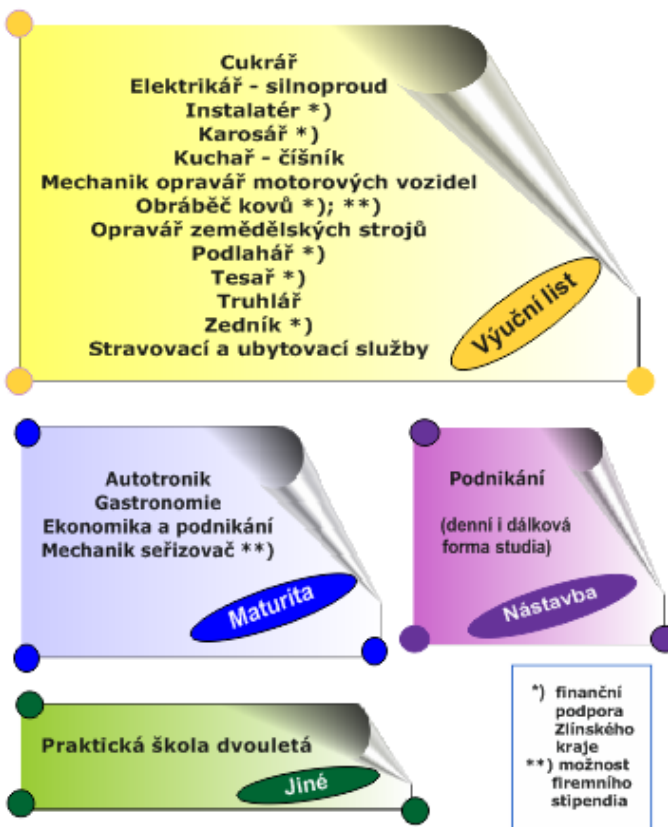 Cukrář
Elektrikář - silnoproud
Instalatér *)
Karosář *)
Kuchař - číšník
Mechanik opravář motorových vozidel
Obráběč kovů *); **)
Opravář zemědělských strojů
Podlahář *)
Tesař *)
Truhlář
Zedník *)
Stravovací a ubytovací služby
Výuční list
Autotronik
Gastronomie
Ekonomika a podnikání
Mechanik seřizovač **)
Maturita
Podnikání
(denní i dálková
forma studia)
Nástavba
Praktická škola dvouletá
Jiné
*) finanční
podpora
Zlínského
kraje
**) možnost
firemního
stipendia